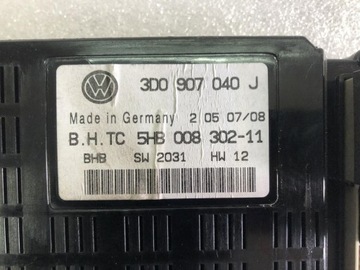 3D0 907 040 J
Made in Germany 2 05 07/08
B.H.TC 5HB 008 302-11
BHB SW 2031 HW 12